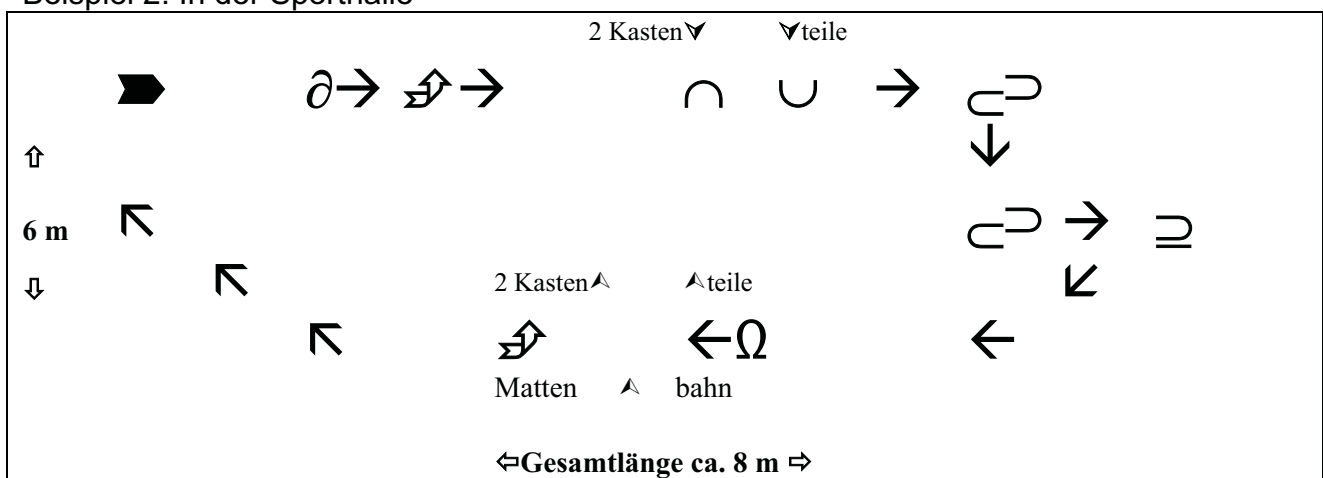 Beispiel 2: In der Sporthalle
2 Kasten⮟ ⮟teile
∂→ →
∩ ∪ → ⊂⊃
⇧ ↓
6 m ↖ ⊂⊃ → ⊇
⇩ ↖ 2 Kasten⮝ ⮝teile ↙
↖ ←Ω ←
Matten ⮝ bahn
⇦Gesamtlänge ca. 8 m ⇨